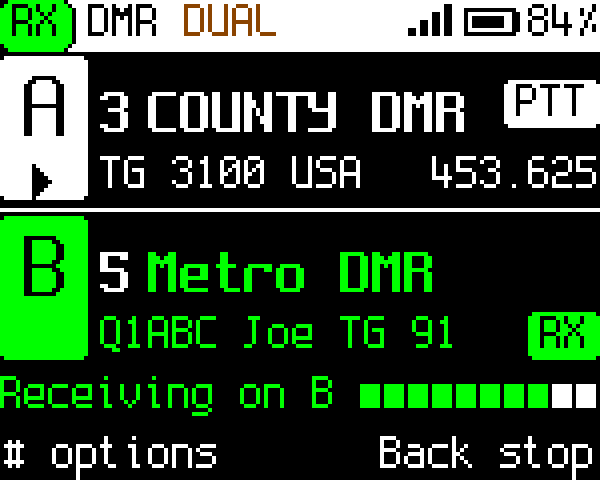 RX DMR DUAL 84%
A 3 COUNTY DMR PTT
TG 3100 USA 453.625
B 5 Metro DMR
Q1ABC Joe TG 91 RX
Receiving on B
# options Back stop